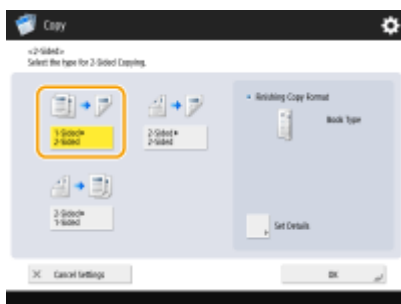 Copy
<2-Sided>
Select the type for 2-Sided Copying.
1-Sided▸
2-Sided
2-Sided▸
2-Sided
2-Sided▸
1-Sided
• Finishing Copy Format
Book Type
Set Details
× Cancel Settings
OK